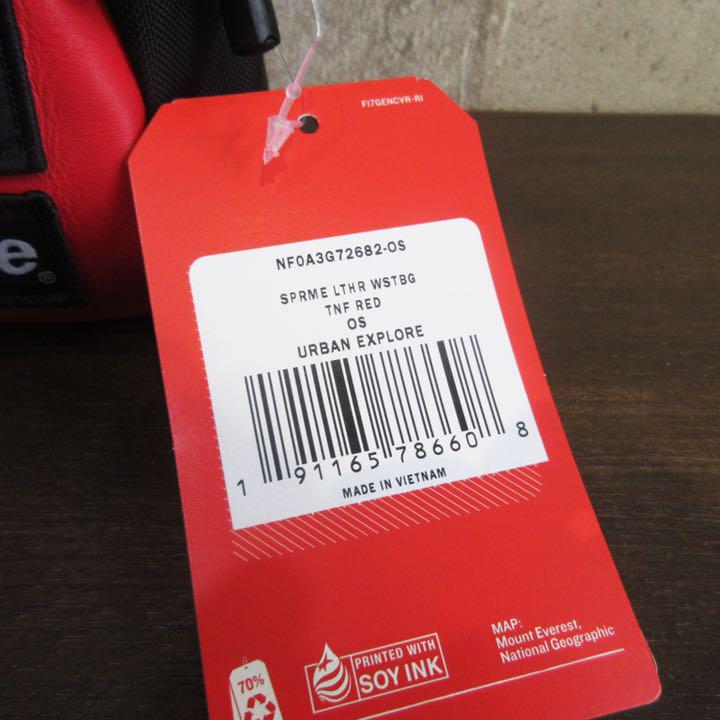 F17GENCVR-RI
NF0A3G72682-OS
SPRME LTHR WSTBG
TNF RED
OS
URBAN EXPLORE
1 91165 78660 8
MADE IN VIETNAM
MAP:
Mount Everest,
National Geographic
PRINTED WITH
SOY INK
70%
e®